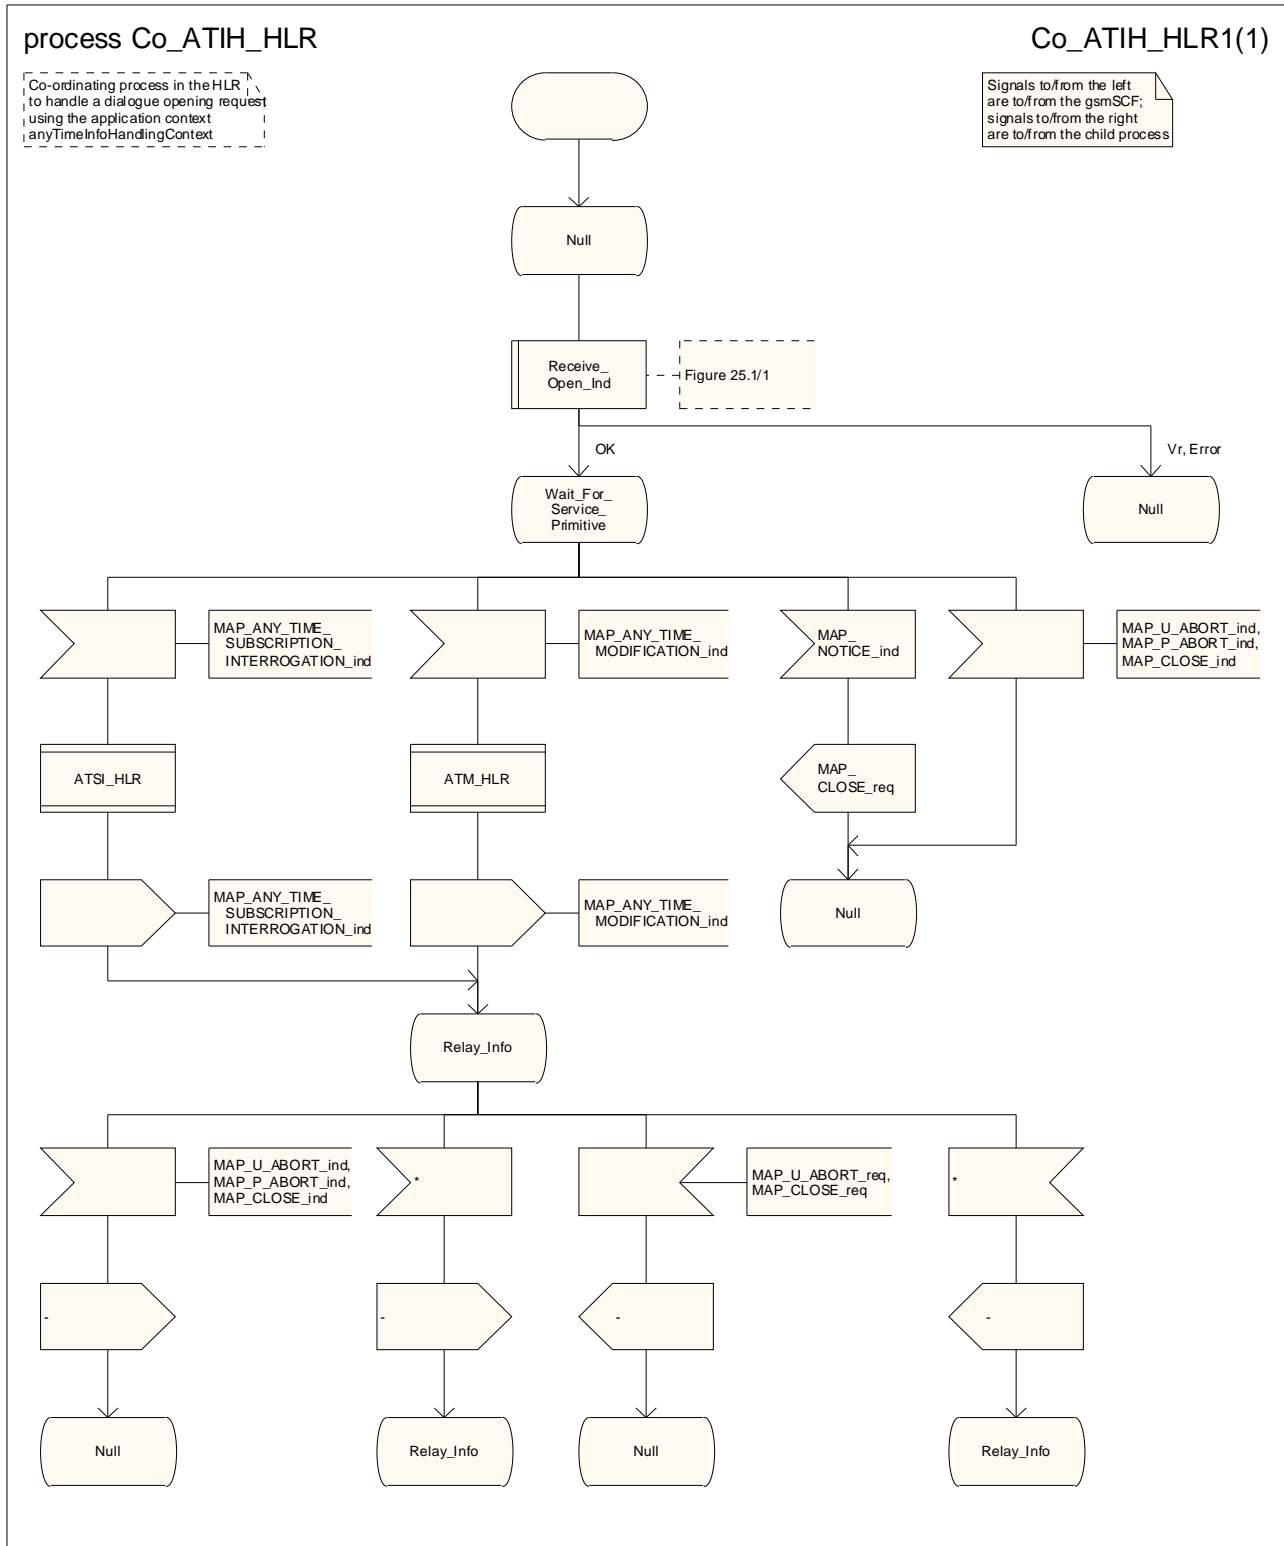 process Co_ATIH_HLR
Co_ATIH_HLR1(1)
Co-ordinating process in the HLR
to handle a dialogue opening request
using the application context
anyTimeInfoHandlingContext
Signals to/from the left
are to/from the gsmSCF;
signals to/from the right
are to/from the child process
Null
Receive_
Open_Ind
Figure 25.1/1
OK
Vr, Error
Wait_For_
Service_
Primitive
Null
MAP_ANY_TIME_
SUBSCRIPTION_
INTERROGATION_ind
MAP_ANY_TIME_
MODIFICATION_ind
MAP_
NOTICE_ind
MAP_U_ABORT_ind,
MAP_P_ABORT_ind,
MAP_CLOSE_ind
ATSI_HLR
ATM_HLR
MAP_
CLOSE_req
MAP_ANY_TIME_
SUBSCRIPTION_
INTERROGATION_ind
MAP_ANY_TIME_
MODIFICATION_ind
Null
Relay_Info
MAP_U_ABORT_ind,
MAP_P_ABORT_ind,
MAP_CLOSE_ind
*
MAP_U_ABORT_req,
MAP_CLOSE_req
*
-
-
-
-
Null
Relay_Info
Null
Relay_Info